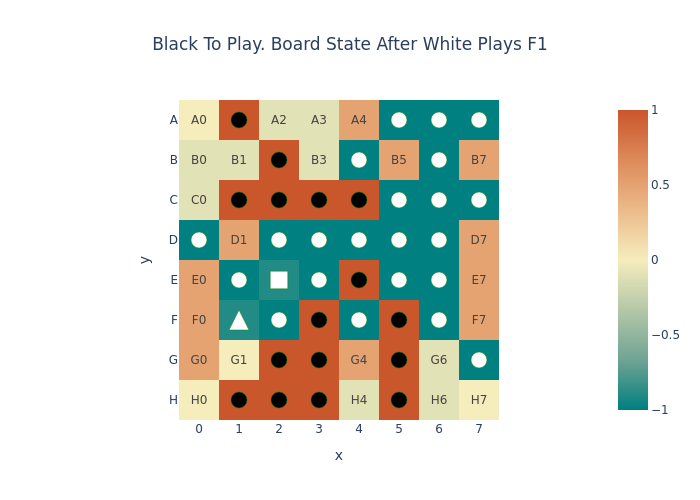 Black To Play. Board State After White Plays F1
A A0 A2 A3 A4
B B0 B1 B3 B5 B7
C C0
D D1 D7
E E0 E7
F F0 F7
G G0 G1 G4 G6
H H0 H4 H6 H7
0 1 2 3 4 5 6 7
x
y
1
0.5
0
−0.5
−1